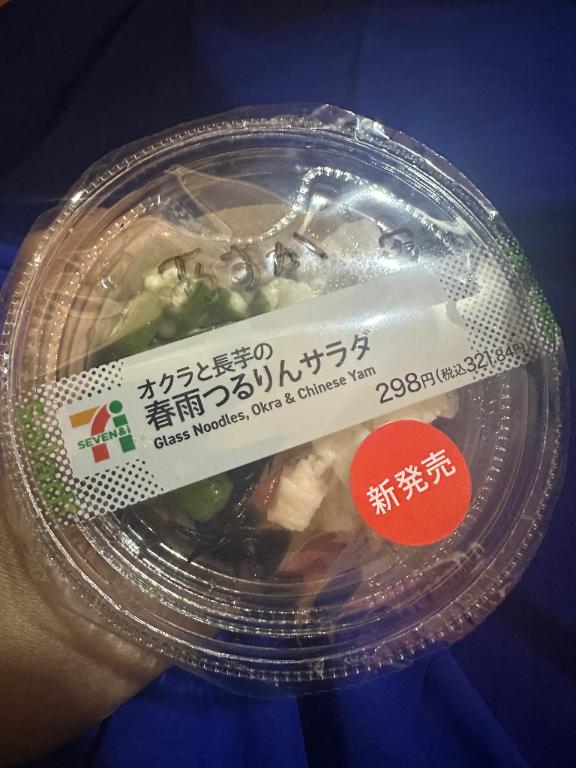 オクラと長芋の
春雨つるりんサラダ
Glass Noodles, Okra & Chinese Yam
298円(税込321.84円)
SEVEN&i
新発売